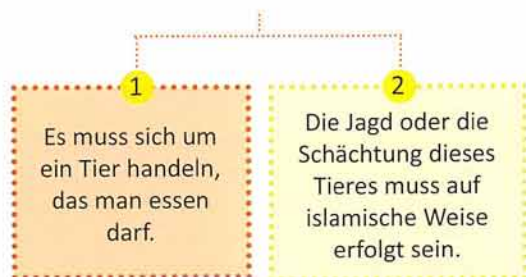 1
Es muss sich um
ein Tier handeln,
das man essen
darf.
2
Die Jagd oder die
Schächtung dieses
Tieres muss auf
islamische Weise
erfolgt sein.